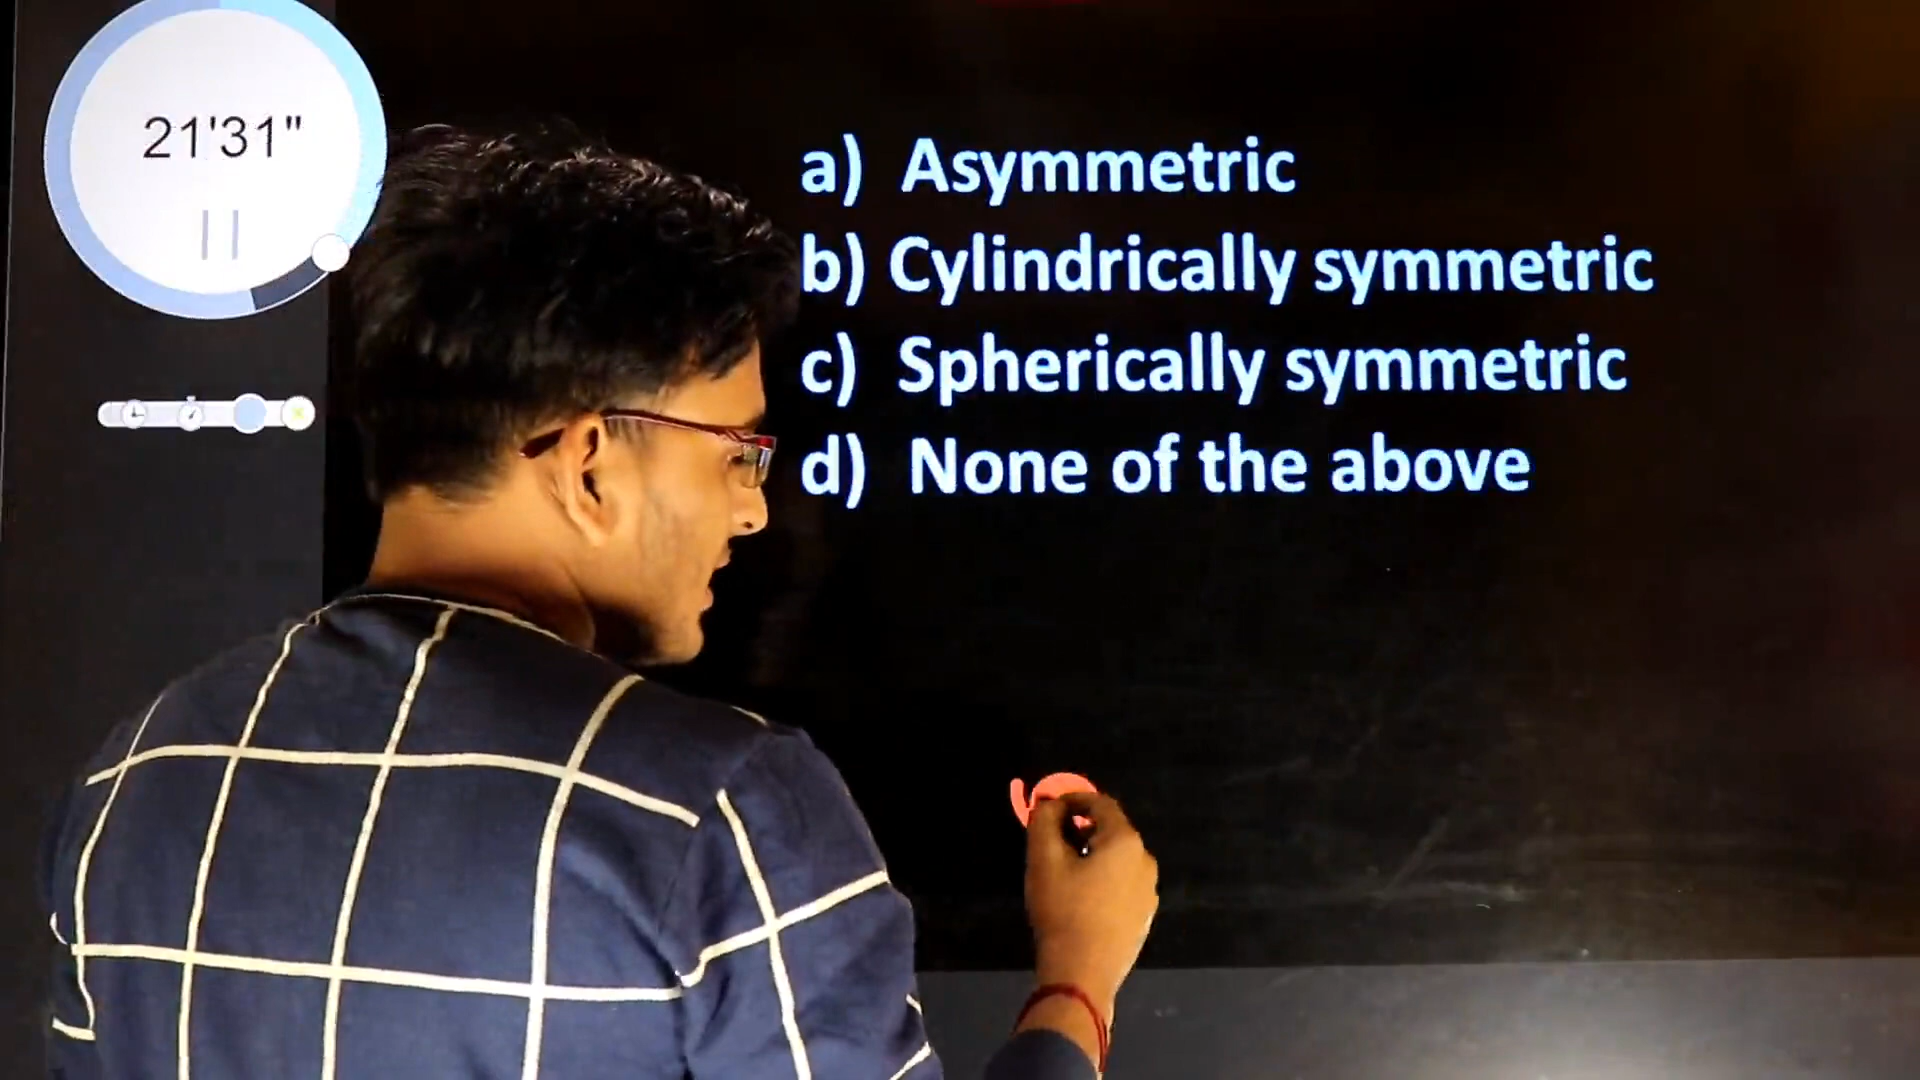 21'31"
a) Asymmetric
b) Cylindrically symmetric
c) Spherically symmetric
d) None of the above